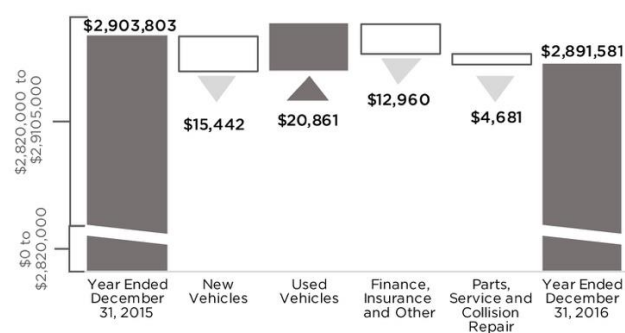 $2,903,803
$15,442
$20,861
$12,960
$4,681
$2,891,581
$2,820,000 to
$2,9105,000
$0 to
$2,820,000
Year Ended
December
31, 2015
New
Vehicles
Used
Vehicles
Finance,
Insurance
and Other
Parts,
Service and
Collision
Repair
Year Ended
December
31, 2016